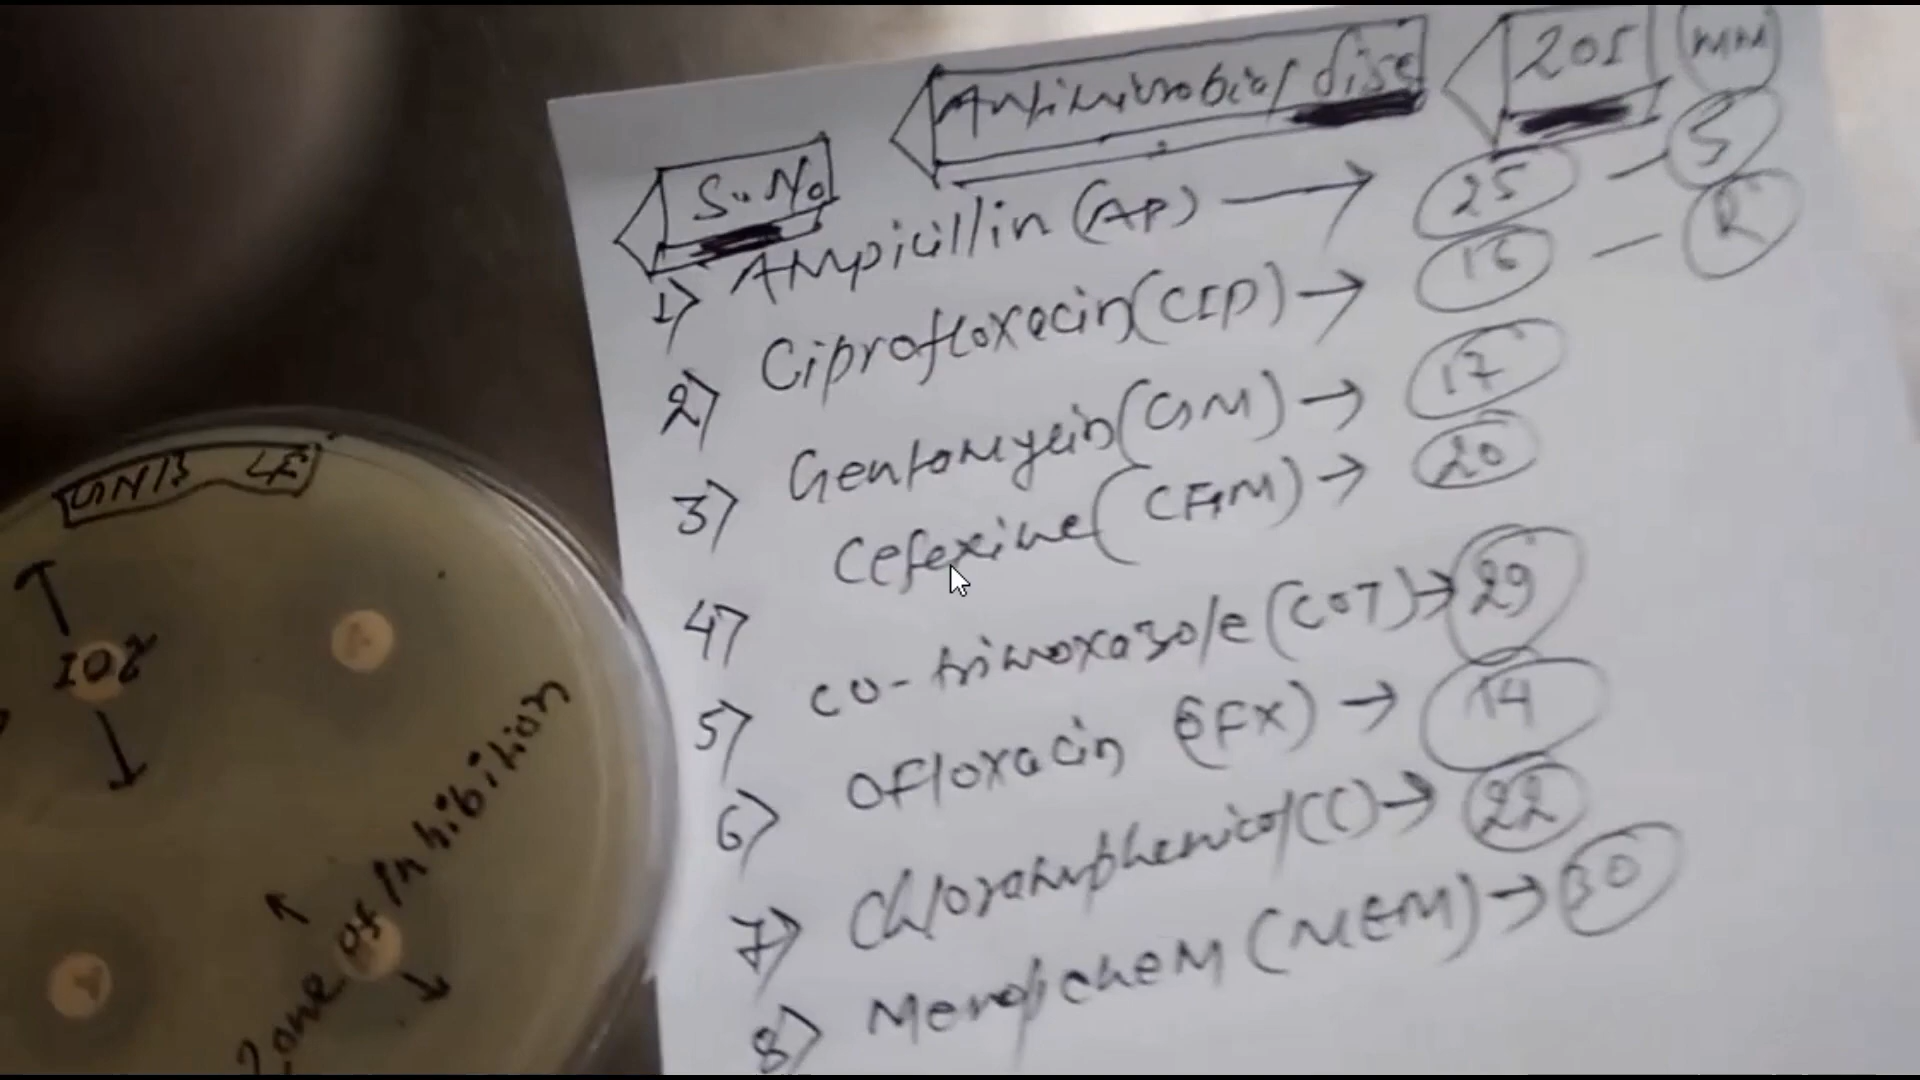 Antimicrobial disc ZOI MM
S.No
1) Ampicillin (AP) → 25 - S
2) Ciprofloxacin (CIP) → 16 - R
3) Gentamycin (GM) → 17
4) Cefexime (CFM) → 20
5) Co-trimoxazole (COT) → 29
6) Ofloxacin (OFX) → 14
7) Chloramphenicol (C) → 22
8) Meropenem (MEM) → 30
ZOI
Zone of Inhibition